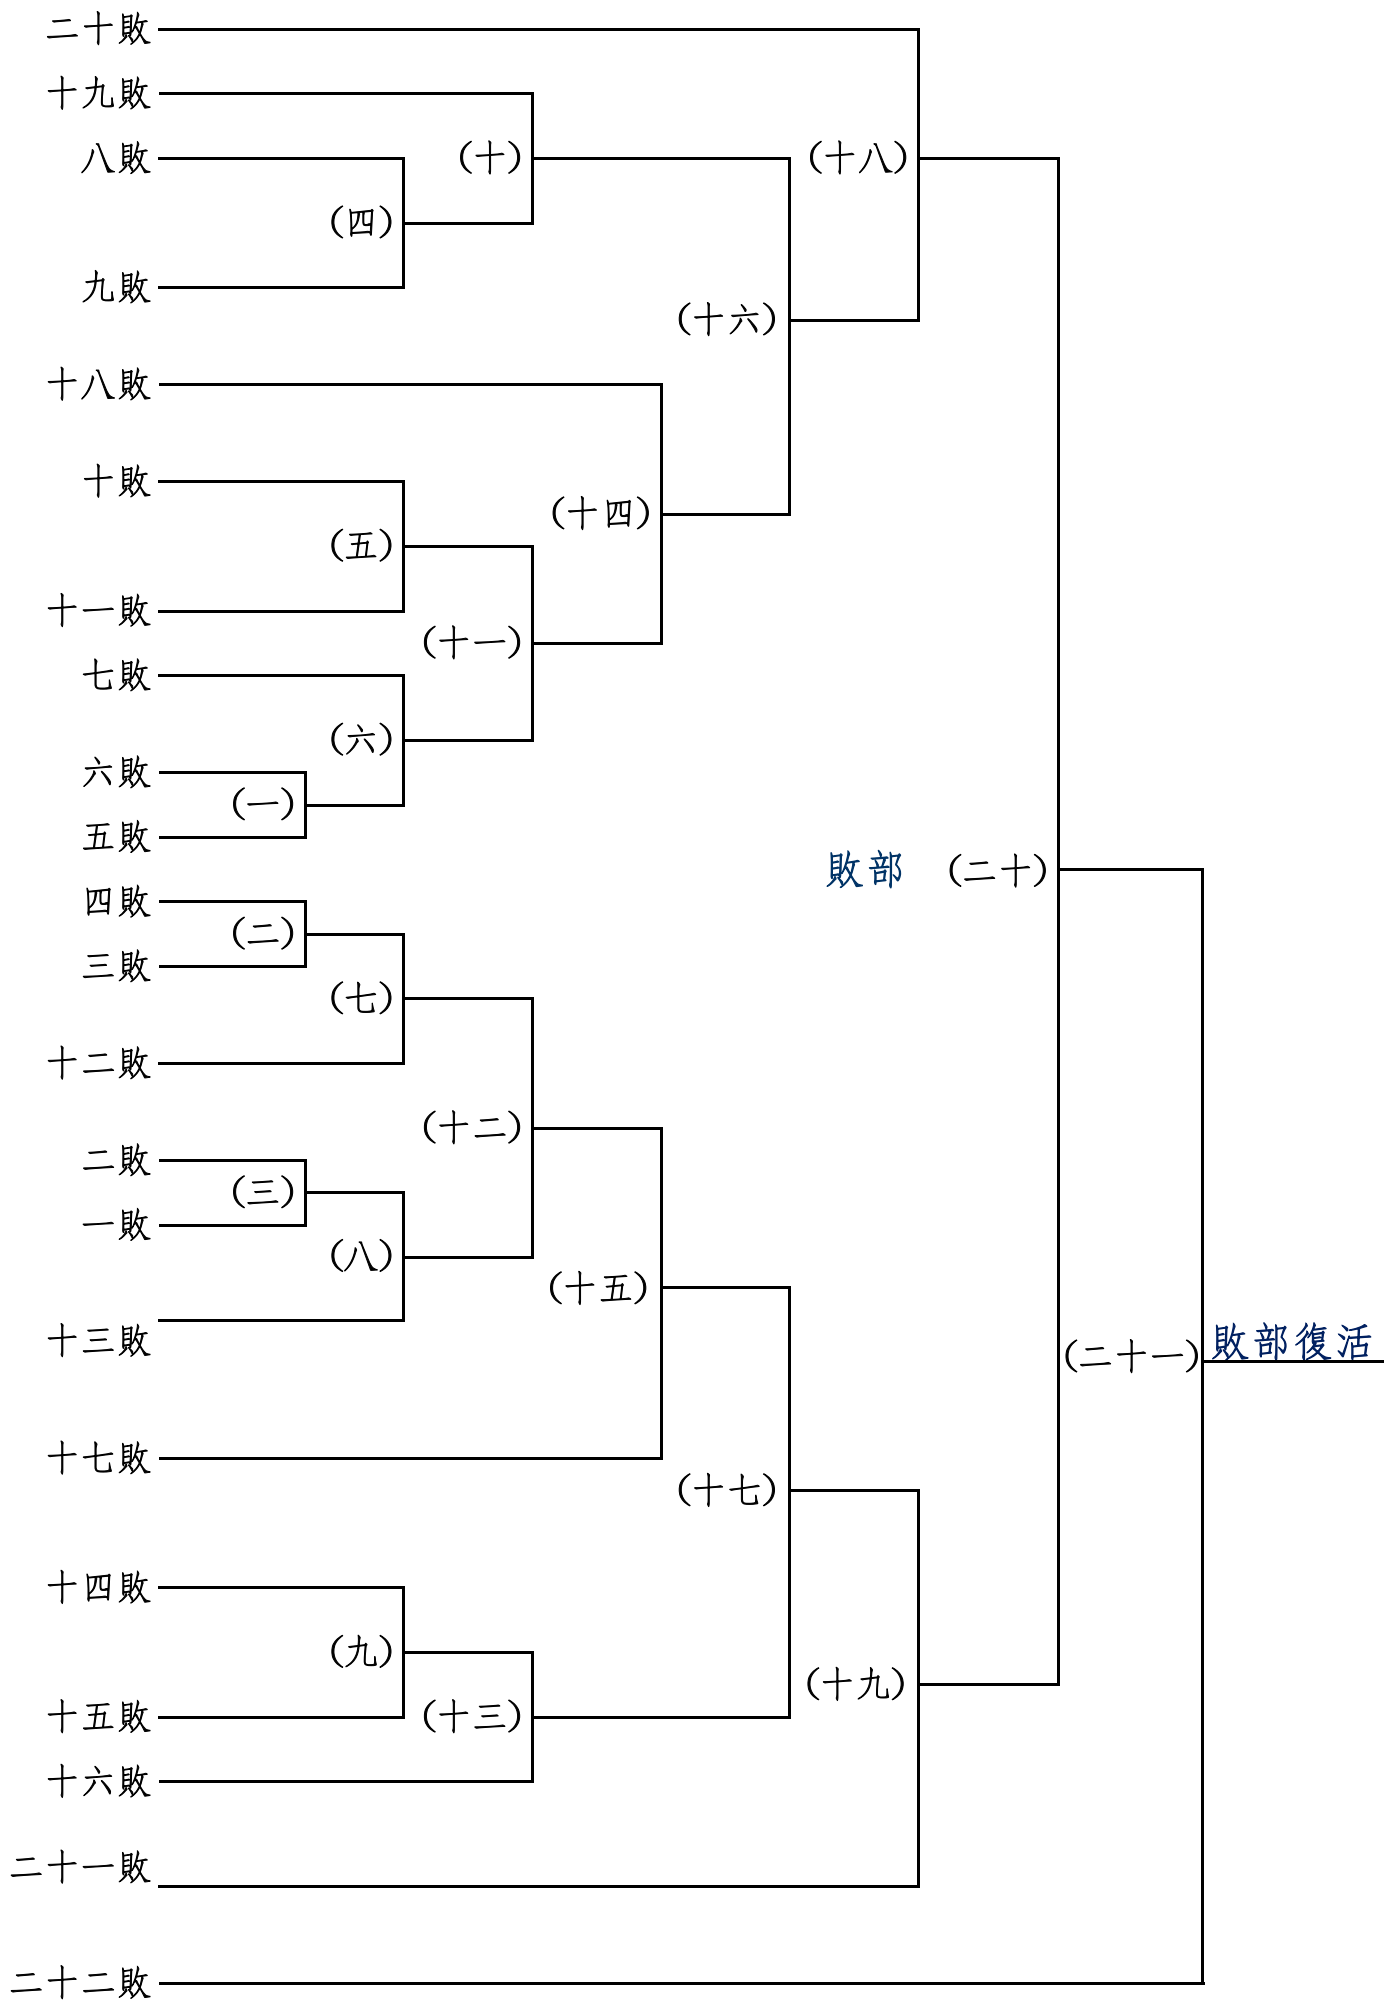 二十敗
十九敗
八敗
(十)
(十八)
(四)
九敗
(十六)
十八敗
十敗
(十四)
(五)
十一敗
(十一)
七敗
(六)
六敗
(一)
五敗
敗部 (二十)
四敗
(二)
三敗
(七)
十二敗
(十二)
二敗
(三)
一敗
(八)
(十五)
十三敗
(二十一)
敗部復活
十七敗
(十七)
十四敗
(九)
(十九)
十五敗
(十三)
十六敗
二十一敗
二十二敗